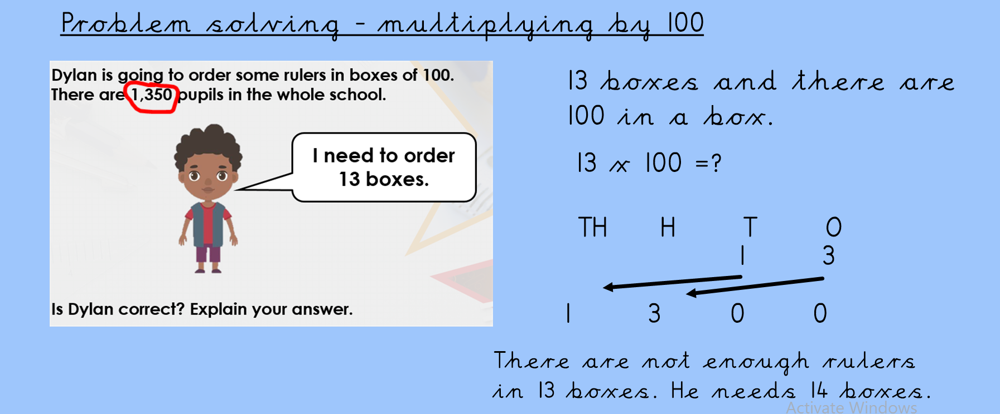 Problem solving - multiplying by 100
Dylan is going to order some rulers in boxes of 100.
There are 1,350 pupils in the whole school.
I need to order
13 boxes.
Is Dylan correct? Explain your answer.
13 boxes and there are
100 in a box.
13 x 100 =?
TH H T O
1 3
1 3 0 0
There are not enough rulers
in 13 boxes. He needs 14 boxes.
Activate Windows